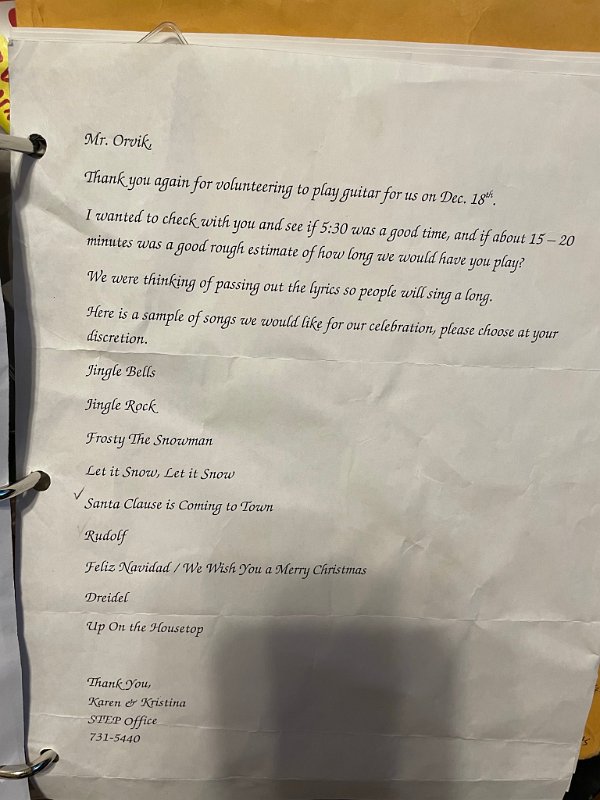 Mr. Orvik,
Thank you again for volunteering to play guitar for us on Dec. 18th.
I wanted to check with you and see if 5:30 was a good time, and if about 15 – 20
minutes was a good rough estimate of how long we would have you play?
We were thinking of passing out the lyrics so people will sing a long.
Here is a sample of songs we would like for our celebration, please choose at your
discretion.
Jingle Bells
Jingle Rock
Frosty The Snowman
Let it Snow, Let it Snow
✓ Santa Clause is Coming to Town
Rudolf
Feliz Navidad / We Wish You a Merry Christmas
Dreidel
Up On the Housetop
Thank You,
Karen & Kristina
STEP Office
731-5440